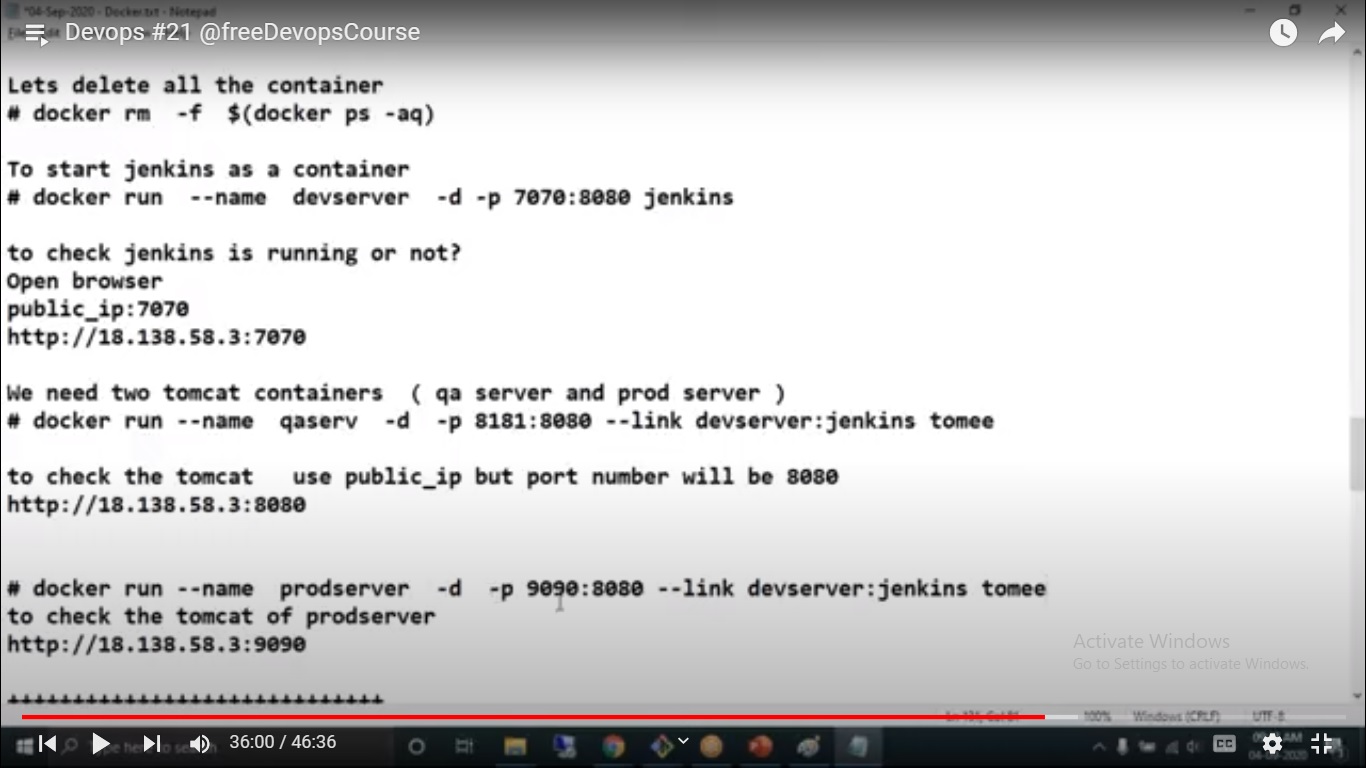 *04-Sep-2020 - Docker.txt - Notepad
Devops #21 @freeDevopsCourse
Lets delete all the container
# docker rm  -f  $(docker ps -aq)
To start jenkins as a container
# docker run  --name  devserver  -d -p 7070:8080 jenkins
to check jenkins is running or not?
Open browser
public_ip:7070
http://18.138.58.3:7070
We need two tomcat containers  ( qa server and prod server )
# docker run --name  qaserv  -d  -p 8181:8080 --link devserver:jenkins tomee
to check the tomcat   use public_ip but port number will be 8080
http://18.138.58.3:8080
# docker run --name  prodserver  -d  -p 9090:8080 --link devserver:jenkins tomee
to check the tomcat of prodserver
http://18.138.58.3:9090
+++++++++++++++++++++++++++++
Activate Windows
Go to Settings to activate Windows.
100% Windows (CRLF) UTF-8
36:00 / 46:36
CC
04-09-2020